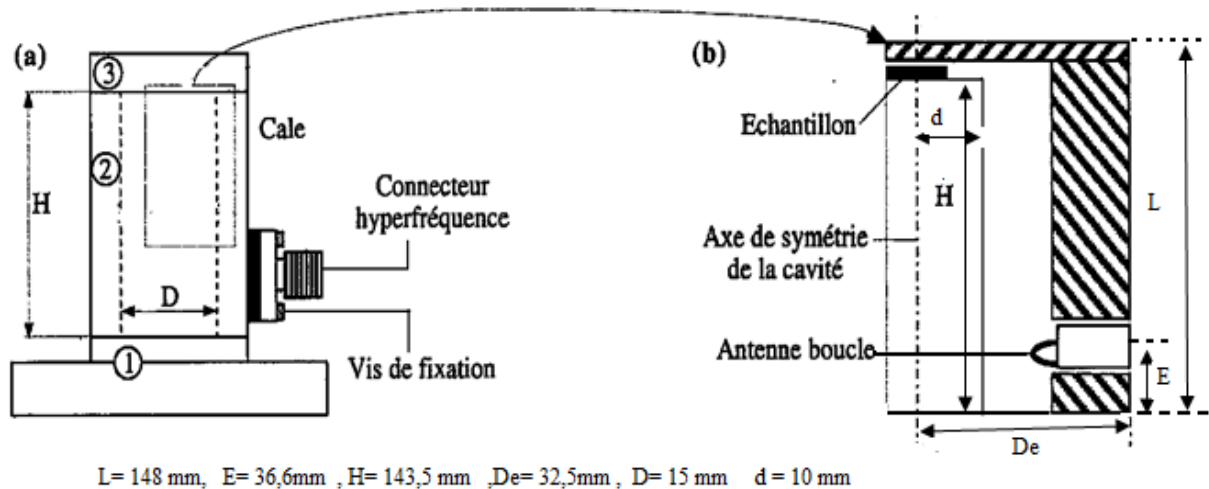 (a)
3
Cale
2
H
D
Connecteur
hyperfréquence
1
Vis de fixation
(b)
Echantillon
d
H
L
Axe de symétrie
de la cavité
Antenne boucle
E
De
L= 148 mm, E= 36,6mm , H= 143,5 mm ,De= 32,5mm , D= 15 mm d = 10 mm